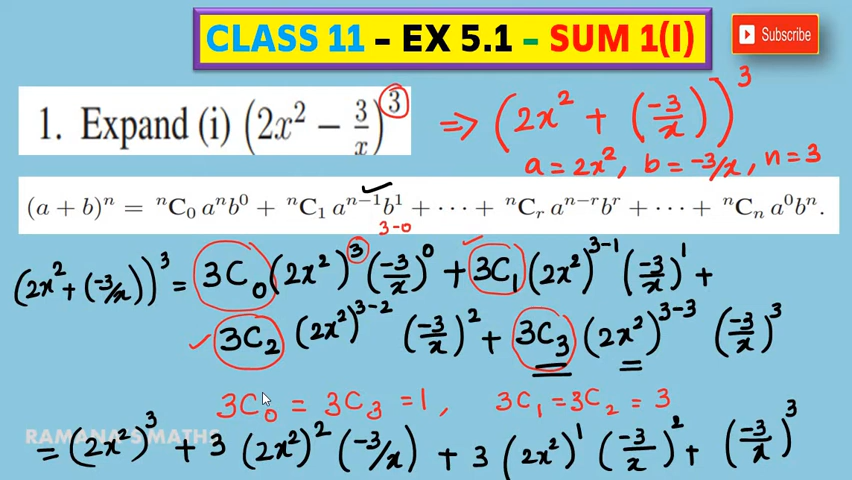 CLASS 11 – EX 5.1 – SUM 1(I)
Subscribe
1. Expand (i) (2x² − 3/x)³ ⇒ (2x² + (−3/x))³
a = 2x², b = −3/x, n = 3
(a + b)ⁿ = ⁿC₀ aⁿb⁰ + ⁿC₁ aⁿ⁻¹b¹ + ··· + ⁿCᵣ aⁿ⁻ʳbʳ + ··· + ⁿCₙ a⁰bⁿ.
3-0
(2x² + (−3/x))³ = 3C₀ (2x²)³ (−3/x)⁰ + 3C₁ (2x²)³⁻¹ (−3/x)¹ +
3C₂ (2x²)³⁻² (−3/x)² + 3C₃ (2x²)³⁻³ (−3/x)³
3C₀ = 3C₃ = 1, 3C₁ = 3C₂ = 3
RAMANA'S MATHS
= (2x²)³ + 3 (2x²)² (−3/x) + 3 (2x²)¹ (−3/x)² + (−3/x)³